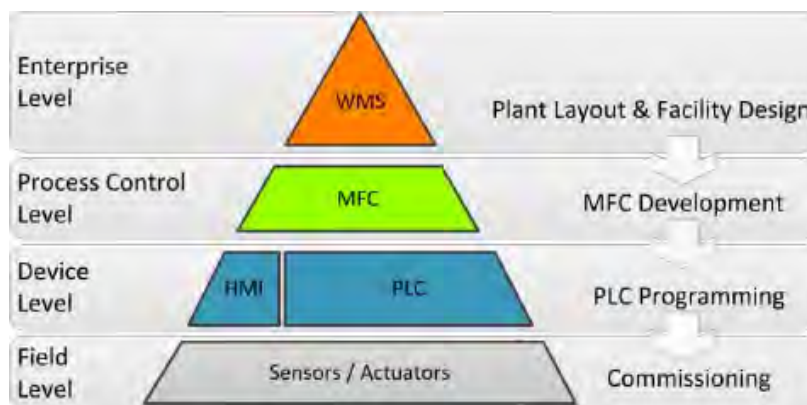 Enterprise
Level
WMS
Plant Layout & Facility Design
Process Control
Level
MFC
MFC Development
Device
Level
HMI
PLC
PLC Programming
Field
Level
Sensors / Actuators
Commissioning